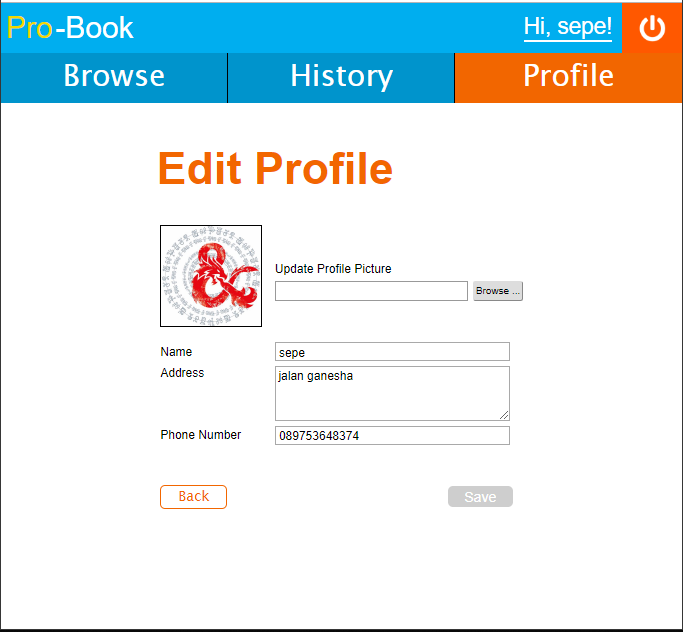 Pro-Book
Hi, sepe!
Browse
History
Profile
Edit Profile
Update Profile Picture
Browse ...
Name
sepe
Address
jalan ganesha
Phone Number
089753648374
Back
Save